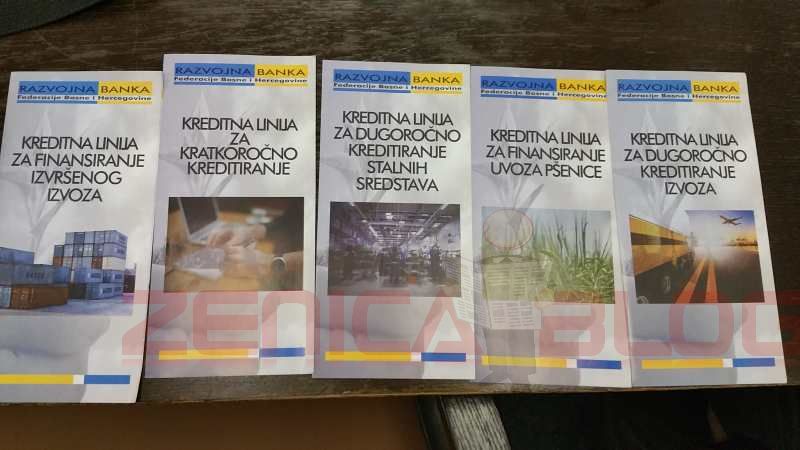 RAZVOJNA BANKA
Federacije Bosne i Hercegovine
KREDITNA LINIJA
ZA FINANSIRANJE
IZVRŠENOG
IZVOZA
RAZVOJNA BANKA
Federacije Bosne i Hercegovine
KREDITNA LINIJA
ZA
KRATKOROČNO
KREDITIRANJE
RAZVOJNA BANKA
Federacije Bosne i Hercegovine
KREDITNA LINIJA
ZA DUGOROČNO
KREDITIRANJE
STALNIH
SREDSTAVA
RAZVOJNA BANKA
Federacije Bosne i Hercegovine
KREDITNA LINIJA
ZA FINANSIRANJE
UVOZA PŠENICE
RAZVOJNA BANKA
Federacije Bosne i Hercegovine
KREDITNA LINIJA
ZA DUGOROČNO
KREDITIRANJE
IZVOZA
ZENICABLOG